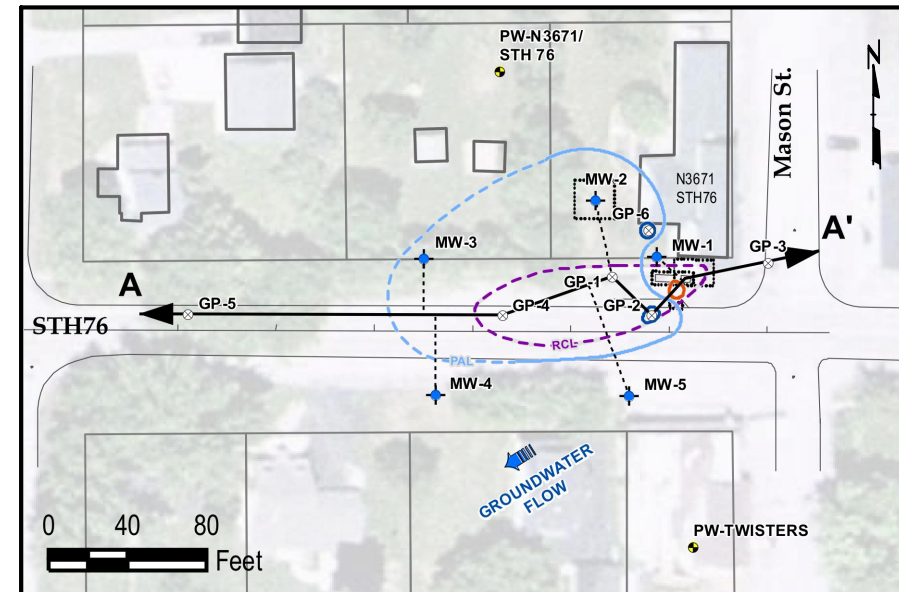 PW-N3671/
STH 76
N
Mason St.
MW-2
N3671
STH76
GP-6
MW-3
MW-1
GP-3
A'
A
GP-1
GP-5
GP-4
GP-2
STH76
RCL
PAL
MW-4
MW-5
GROUNDWATER
FLOW
0 40 80
Feet
PW-TWISTERS